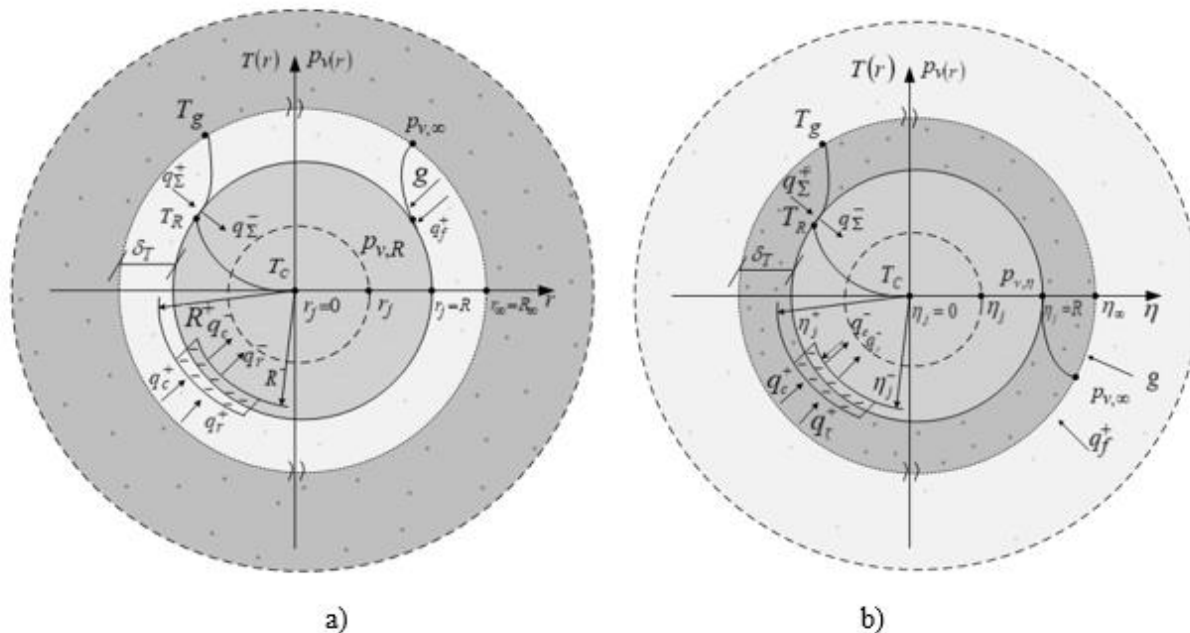 T(r) p_v(r)
T_g p_{v,∞}
q_Σ^+ g
T_R q_Σ^- q_f^+
p_{v,R}
δ_T T_c
r_j=0 r_j r_j=R r_∞=R_∞ r
R^+ q_c^-
q_r^- R^-
q_c^+
q_r^+
a)
T(r) p_v(r)
T_g
q_Σ^+
T_R q_Σ^-
δ_T T_c p_{v,η}
η_j=0 η_j η_j=R η_∞ η
η_j^+ q_c^-
q_r^- η_j^- g
q_c^+ p_{v,∞}
q_r^+ q_f^+
b)